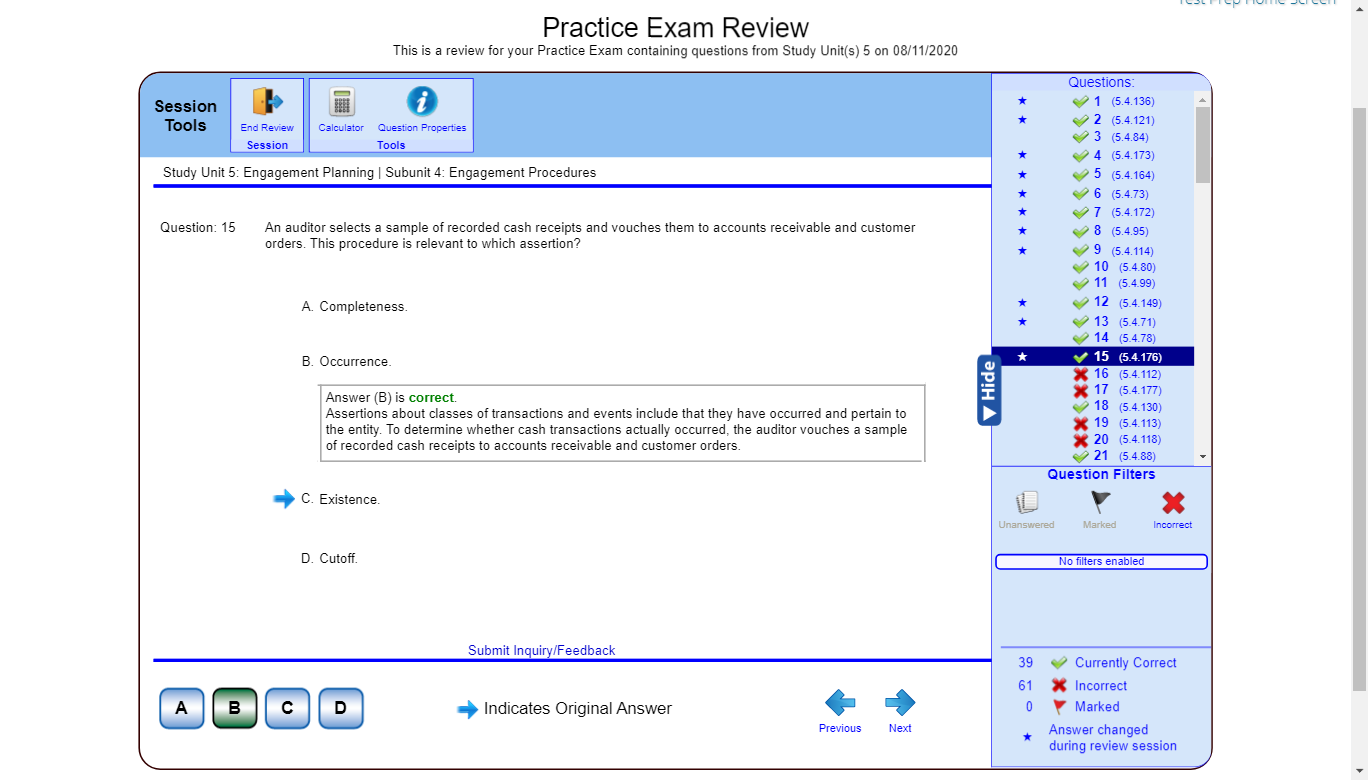 Test Prep Home Screen
Practice Exam Review
This is a review for your Practice Exam containing questions from Study Unit(s) 5 on 08/11/2020
Session Tools
End Review
Session
Calculator
Question Properties
Tools
Study Unit 5: Engagement Planning | Subunit 4: Engagement Procedures
Question: 15
An auditor selects a sample of recorded cash receipts and vouches them to accounts receivable and customer
orders. This procedure is relevant to which assertion?
A. Completeness.
B. Occurrence.
Answer (B) is correct.
Assertions about classes of transactions and events include that they have occurred and pertain to
the entity. To determine whether cash transactions actually occurred, the auditor vouches a sample
of recorded cash receipts to accounts receivable and customer orders.
C. Existence.
D. Cutoff.
Submit Inquiry/Feedback
A B C D
Indicates Original Answer
Previous
Next
Hide
Questions:
1 (5.4.136)
2 (5.4.121)
3 (5.4.84)
4 (5.4.173)
5 (5.4.164)
6 (5.4.73)
7 (5.4.172)
8 (5.4.95)
9 (5.4.114)
10 (5.4.80)
11 (5.4.99)
12 (5.4.149)
13 (5.4.71)
14 (5.4.78)
15 (5.4.176)
16 (5.4.112)
17 (5.4.177)
18 (5.4.130)
19 (5.4.113)
20 (5.4.118)
21 (5.4.88)
Question Filters
Unanswered
Marked
Incorrect
No filters enabled
39 Currently Correct
61 Incorrect
0 Marked
Answer changed
during review session